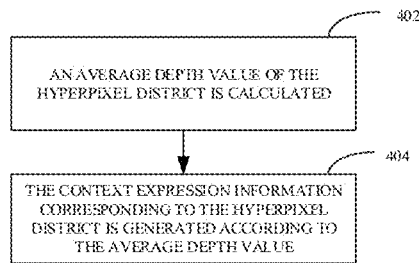 402
AN AVERAGE DEPTH VALUE OF THE
HYPERPIXEL DISTRICT IS CALCULATED
404
THE CONTEXT EXPRESSION INFORMATION
CORRESPONDING TO THE HYPERPIXEL
DISTRICT IS GENERATED ACCORDING TO
THE AVERAGE DEPTH VALUE